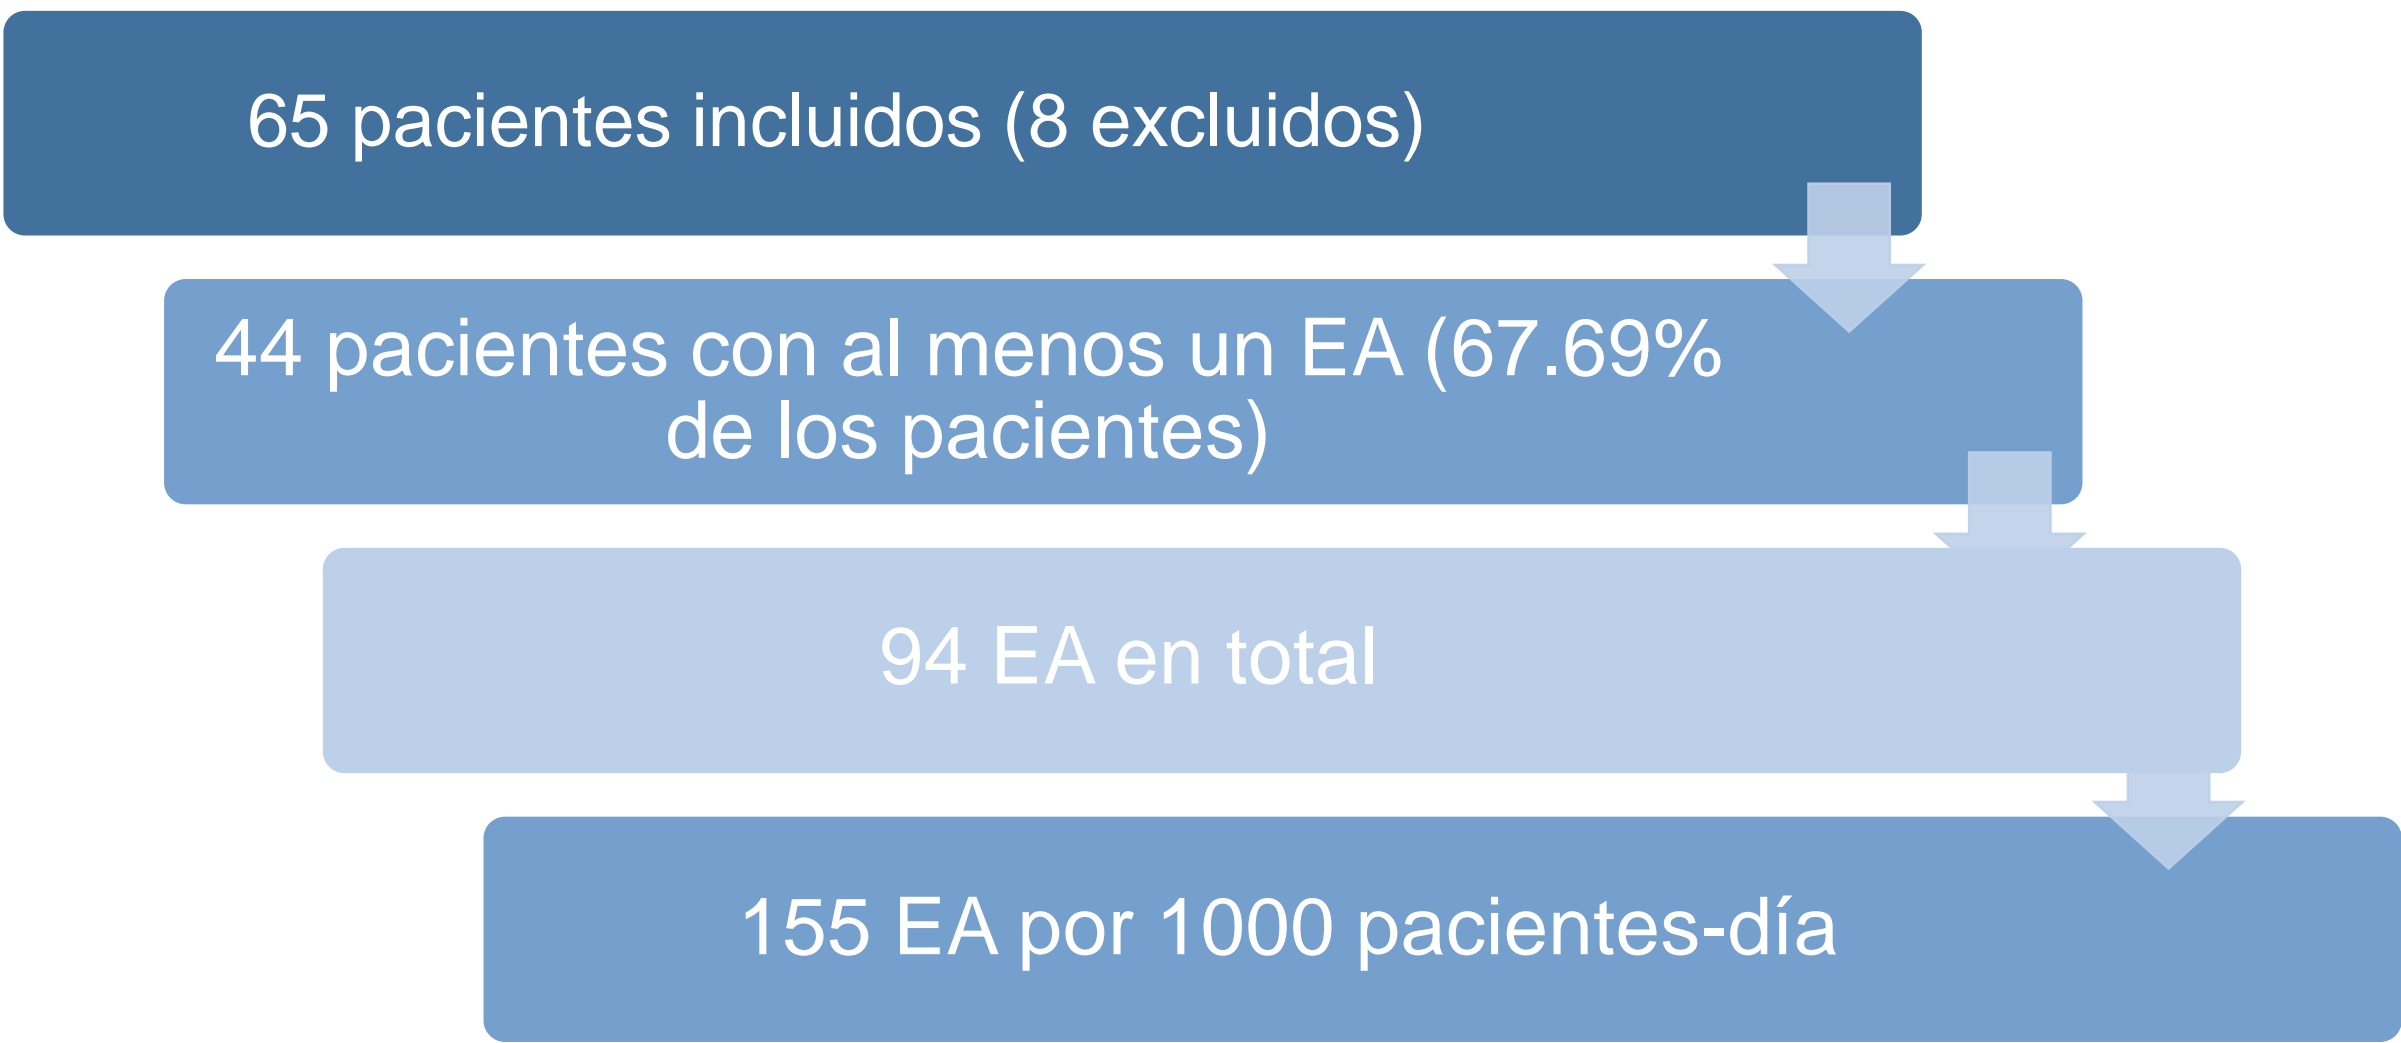 65 pacientes incluidos (8 excluidos)
44 pacientes con al menos un EA (67.69%
de los pacientes)
94 EA en total
155 EA por 1000 pacientes-día